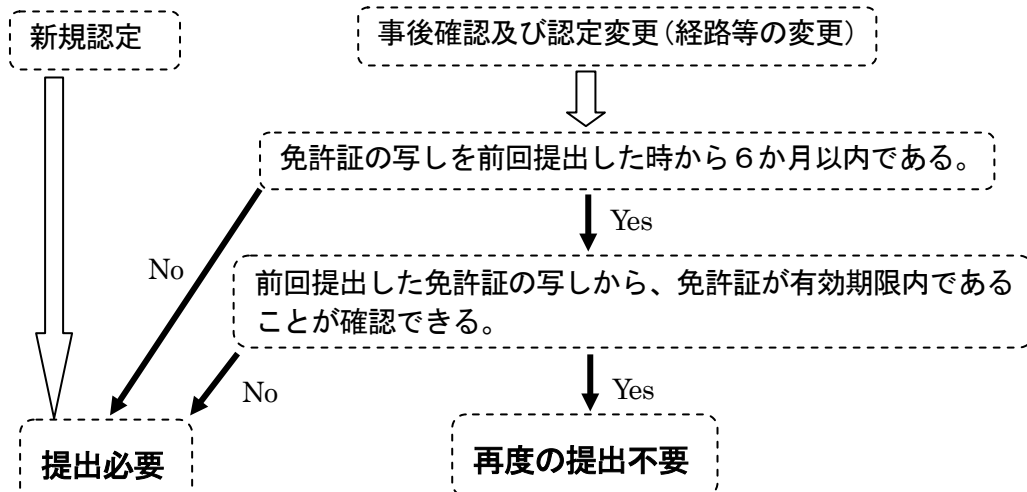 新規認定
事後確認及び認定変更(経路等の変更)
免許証の写しを前回提出した時から６か月以内である。
Yes
No
前回提出した免許証の写しから、免許証が有効期限内である
ことが確認できる。
No
Yes
提出必要
再度の提出不要